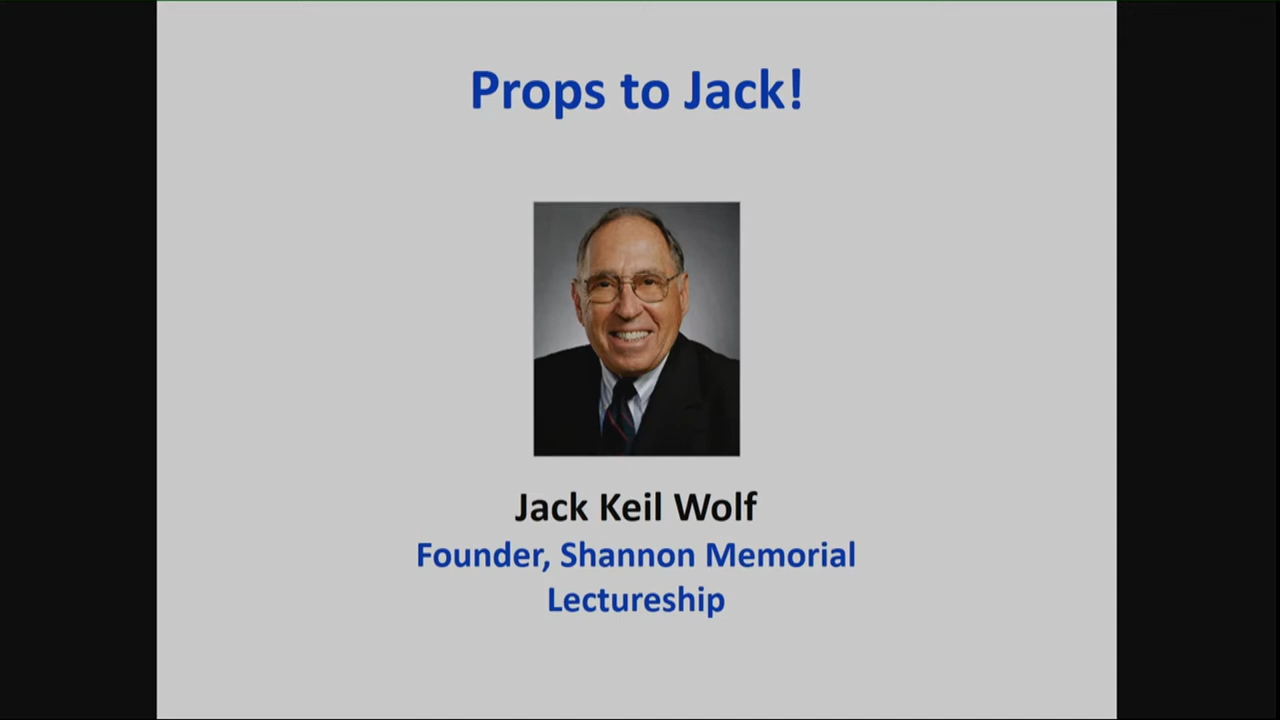 Props to Jack!
Jack Keil Wolf
Founder, Shannon Memorial
Lectureship